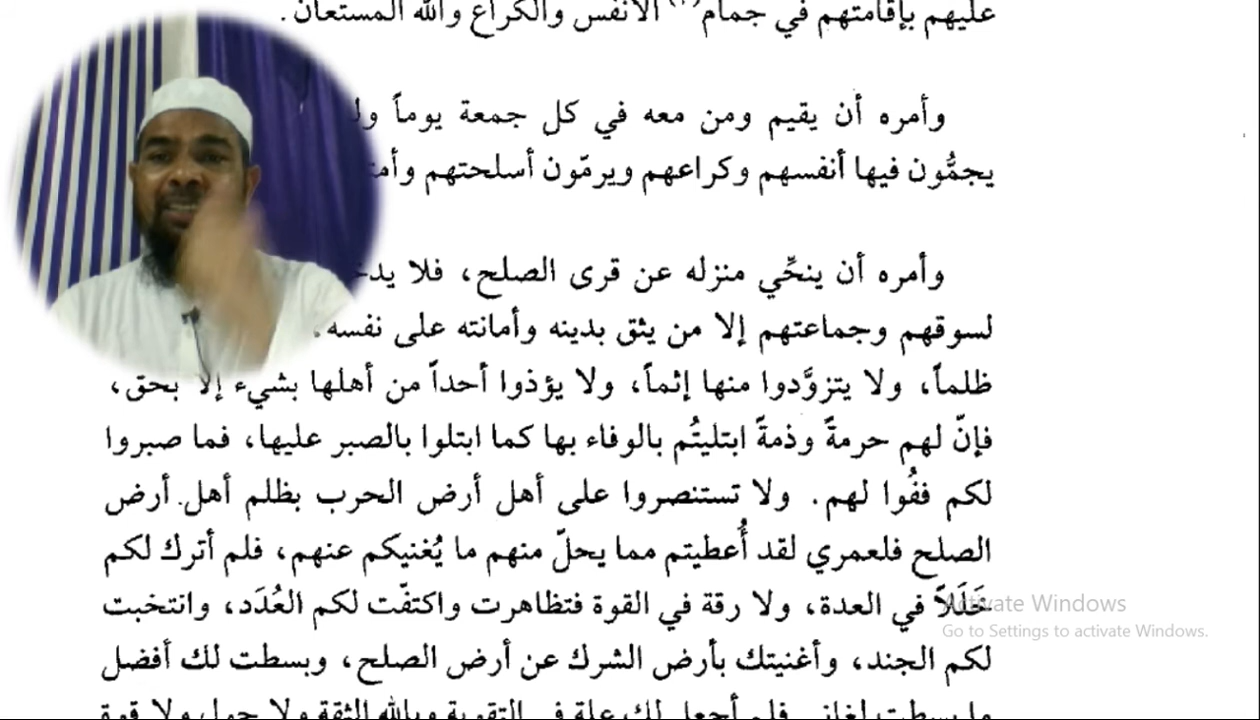 عليهم بإقامتهم في جمام الأنفس والكراع والله المستعان.
وأمره أن يقيم ومن معه في كل جمعة يوماً
يجمُّون فيها أنفسهم وكراعهم ويرمّون أسلحتهم
وأمره أن ينحِّي منزله عن قرى الصلح، فلا
لسوقهم وجماعتهم إلا من يثق بدينه وأمانته على نفسه
ظلماً، ولا يتزوَّدوا منها إثماً، ولا يؤذوا أحداً من أهلها بشيء إلا بحق،
فإنّ لهم حرمةً وذمةً ابتليتُم بالوفاء بها كما ابتلوا بالصبر عليها، فما صبروا
لكم ففُوا لهم. ولا تستنصروا على أهل أرض الحرب بظلم أهل أرض
الصلح فلعمري لقد أُعطيتم مما يحلّ منهم ما يُغنيكم عنهم، فلم أترك لكم
خَلَلاً في العدة، ولا رقة في القوة فتظاهرت واكتفّت لكم العُدَد، وانتخبت
Activate Windows
Go to Settings to activate Windows.
لكم الجند، وأغنيتك بأرض الشرك عن أرض الصلح، وبسطت لك أفضل